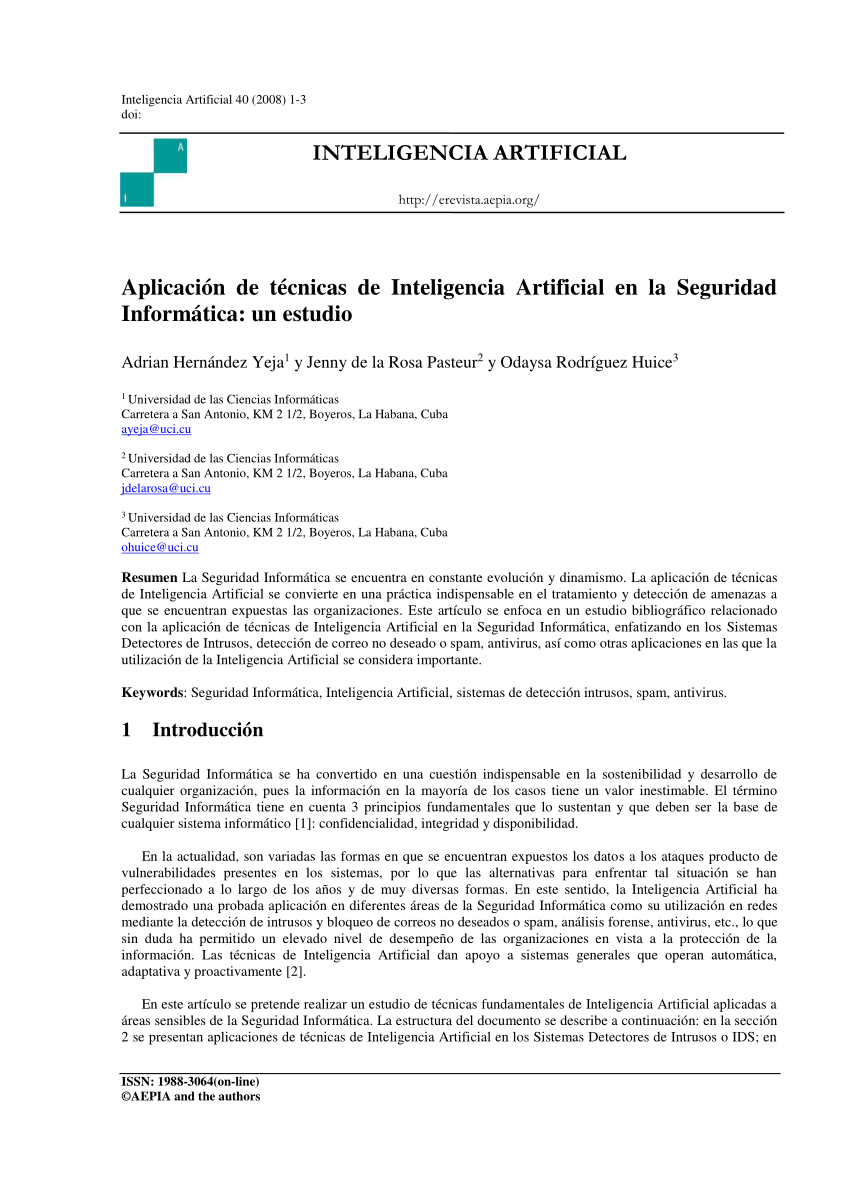 Inteligencia Artificial 40 (2008) 1-3
doi:
A
I
INTELIGENCIA ARTIFICIAL
http://erevista.aepia.org/
Aplicación de técnicas de Inteligencia Artificial en la Seguridad
Informática: un estudio
Adrian Hernández Yeja1 y Jenny de la Rosa Pasteur2 y Odaysa Rodríguez Huice3
1 Universidad de las Ciencias Informáticas
Carretera a San Antonio, KM 2 1/2, Boyeros, La Habana, Cuba
ayeja@uci.cu
2 Universidad de las Ciencias Informáticas
Carretera a San Antonio, KM 2 1/2, Boyeros, La Habana, Cuba
jdelarosa@uci.cu
3 Universidad de las Ciencias Informáticas
Carretera a San Antonio, KM 2 1/2, Boyeros, La Habana, Cuba
ohuice@uci.cu
Resumen La Seguridad Informática se encuentra en constante evolución y dinamismo. La aplicación de técnicas
de Inteligencia Artificial se convierte en una práctica indispensable en el tratamiento y detección de amenazas a
que se encuentran expuestas las organizaciones. Este artículo se enfoca en un estudio bibliográfico relacionado
con la aplicación de técnicas de Inteligencia Artificial en la Seguridad Informática, enfatizando en los Sistemas
Detectores de Intrusos, detección de correo no deseado o spam, antivirus, así como otras aplicaciones en las que la
utilización de la Inteligencia Artificial se considera importante.
Keywords: Seguridad Informática, Inteligencia Artificial, sistemas de detección intrusos, spam, antivirus.
1 Introducción
La Seguridad Informática se ha convertido en una cuestión indispensable en la sostenibilidad y desarrollo de
cualquier organización, pues la información en la mayoría de los casos tiene un valor inestimable. El término
Seguridad Informática tiene en cuenta 3 principios fundamentales que lo sustentan y que deben ser la base de
cualquier sistema informático [1]: confidencialidad, integridad y disponibilidad.
En la actualidad, son variadas las formas en que se encuentran expuestos los datos a los ataques producto de
vulnerabilidades presentes en los sistemas, por lo que las alternativas para enfrentar tal situación se han
perfeccionado a lo largo de los años y de muy diversas formas. En este sentido, la Inteligencia Artificial ha
demostrado una probada aplicación en diferentes áreas de la Seguridad Informática como su utilización en redes
mediante la detección de intrusos y bloqueo de correos no deseados o spam, análisis forense, antivirus, etc., lo que
sin duda ha permitido un elevado nivel de desempeño de las organizaciones en vista a la protección de la
información. Las técnicas de Inteligencia Artificial dan apoyo a sistemas generales que operan automática,
adaptativa y proactivamente [2].
En este artículo se pretende realizar un estudio de técnicas fundamentales de Inteligencia Artificial aplicadas a
áreas sensibles de la Seguridad Informática. La estructura del documento se describe a continuación: en la sección
2 se presentan aplicaciones de técnicas de Inteligencia Artificial en los Sistemas Detectores de Intrusos o IDS; en
ISSN: 1988-3064(on-line)
©AEPIA and the authors